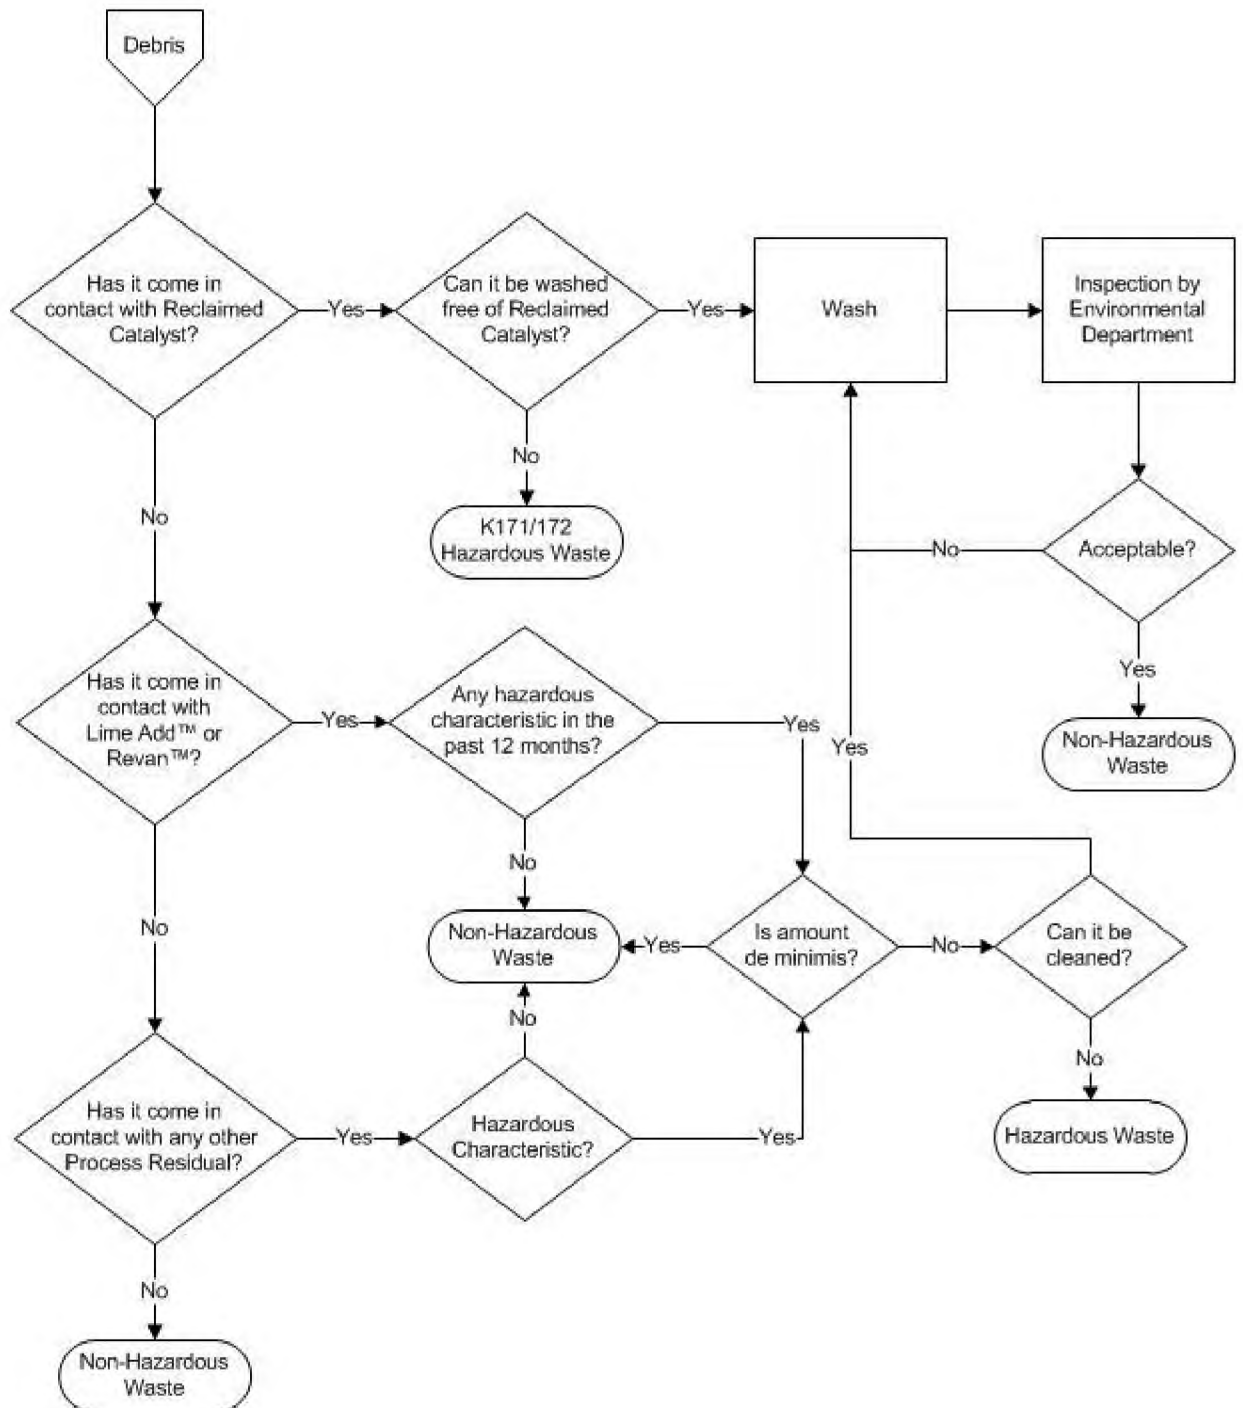 Debris
Has it come in
contact with Reclaimed
Catalyst?
Yes
Can it be washed
free of Reclaimed
Catalyst?
Yes
Wash
Inspection by
Environmental
Department
No
K171/172
Hazardous Waste
No
No
Acceptable?
Yes
Non-Hazardous
Waste
Has it come in
contact with
Lime Add™ or
Revan™?
Yes
Any hazardous
characteristic in the
past 12 months?
Yes
Yes
No
No
Non-Hazardous
Waste
Yes
Is amount
de minimis?
No
Can it be
cleaned?
No
No
Hazardous Waste
Has it come in
contact with any other
Process Residual?
Yes
Hazardous
Characteristic?
Yes
No
Non-Hazardous
Waste